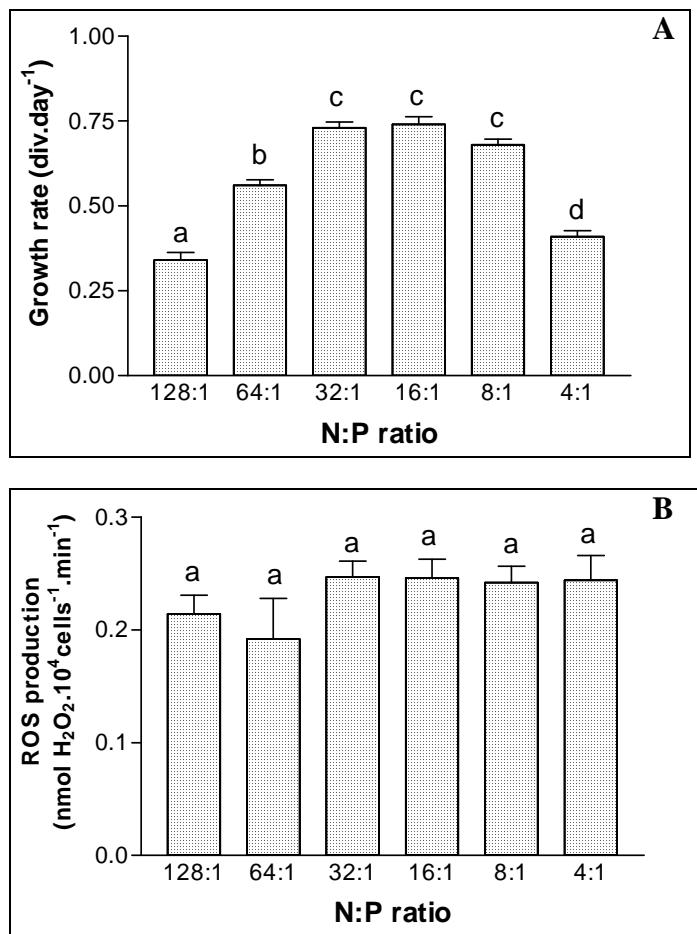 A
Growth rate (div.day⁻¹)
1.00
0.75
0.50
0.25
0.00
a
b
c
c
c
d
128:1 64:1 32:1 16:1 8:1 4:1
N:P ratio
B
ROS production
(nmol H₂O₂.10⁴cells⁻¹.min⁻¹)
0.3
0.2
0.1
0.0
a
a
a
a
a
a
128:1 64:1 32:1 16:1 8:1 4:1
N:P ratio